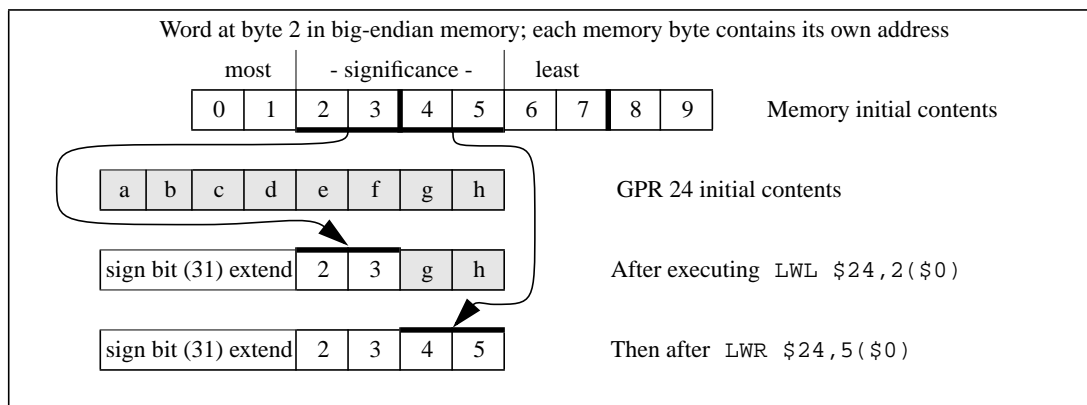 Word at byte 2 in big-endian memory; each memory byte contains its own address
most - significance - least
0 1 2 3 4 5 6 7 8 9 Memory initial contents
a b c d e f g h GPR 24 initial contents
sign bit (31) extend 2 3 g h After executing LWL $24,2($0)
sign bit (31) extend 2 3 4 5 Then after LWR $24,5($0)